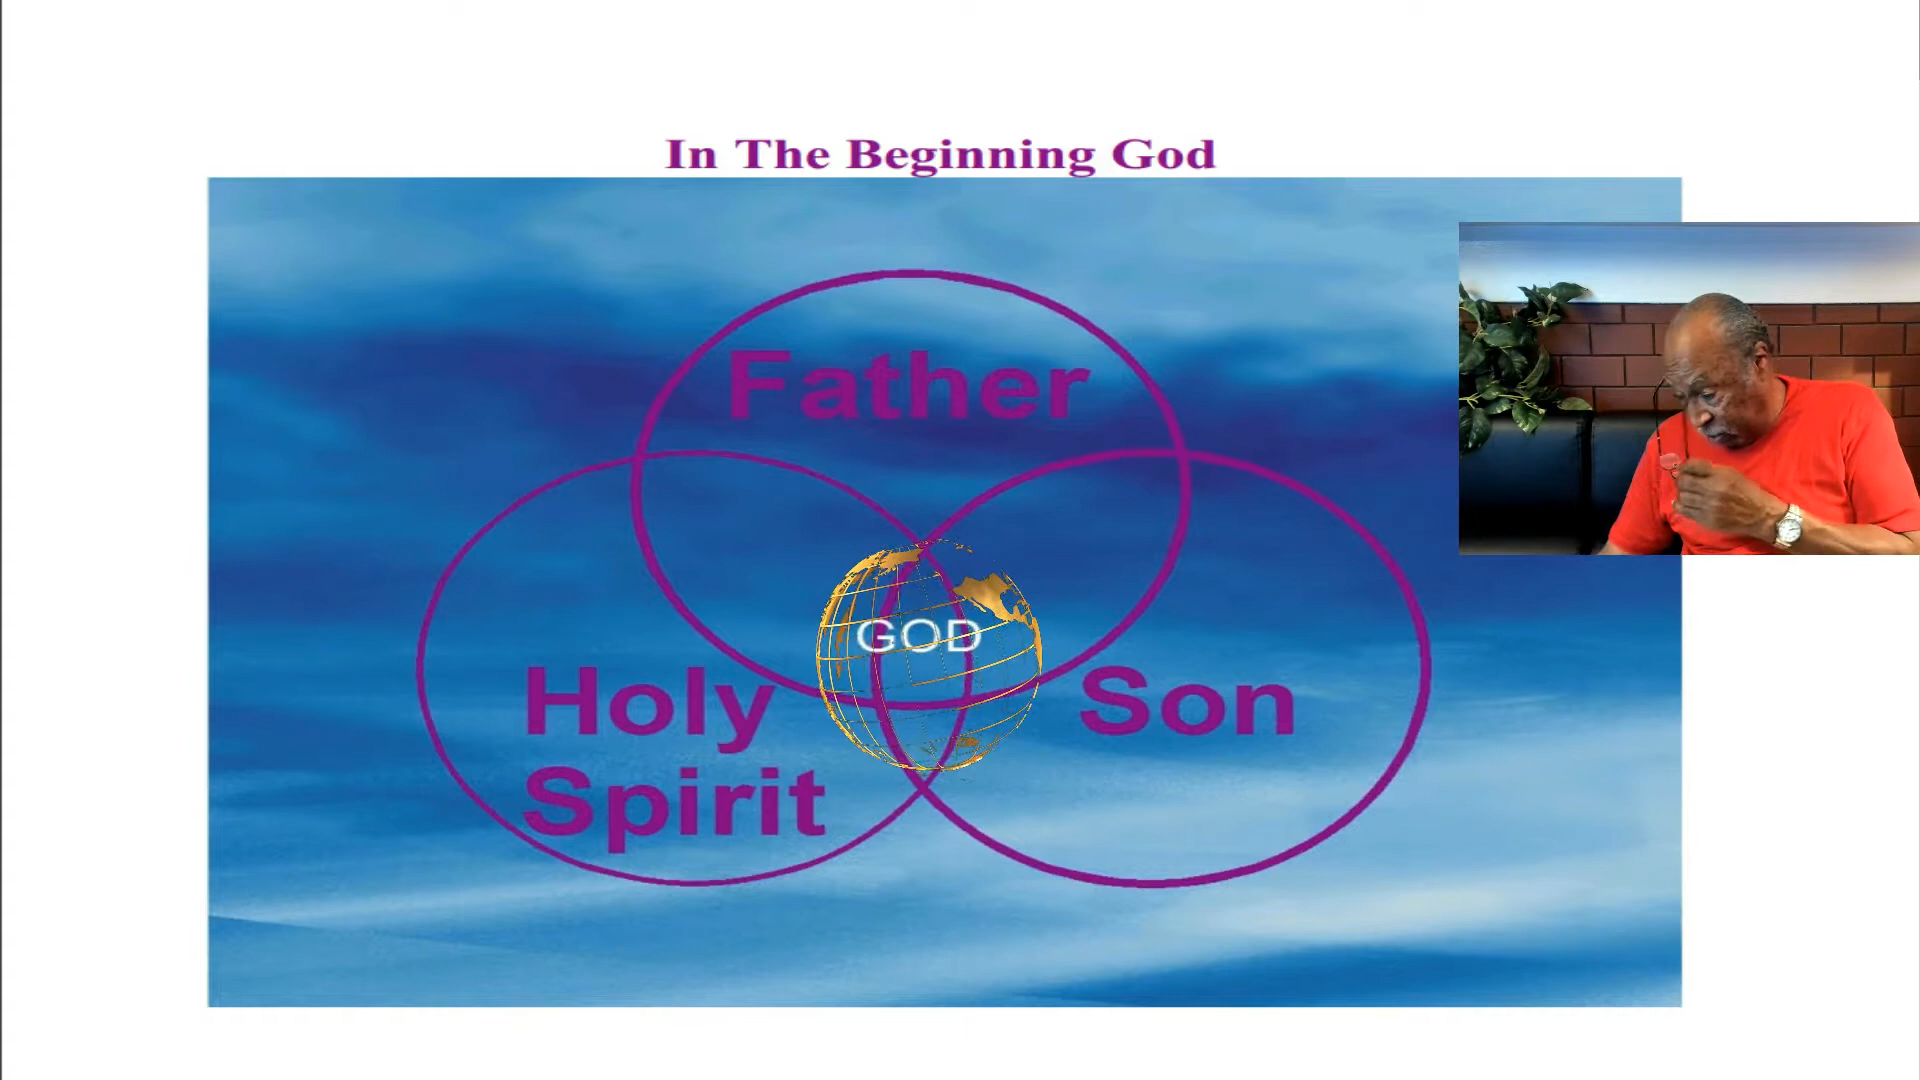 In The Beginning God
Father
GOD
Holy
Spirit
Son